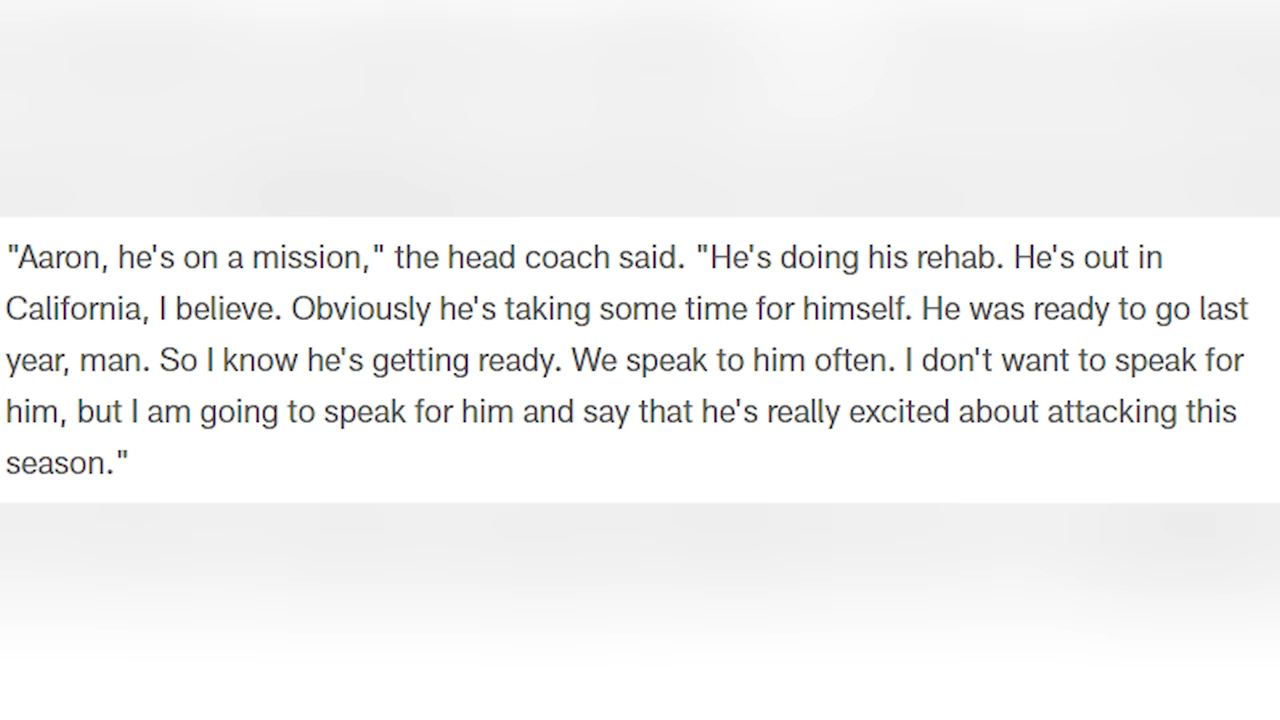 "Aaron, he's on a mission," the head coach said. "He's doing his rehab. He's out in
California, I believe. Obviously he's taking some time for himself. He was ready to go last
year, man. So I know he's getting ready. We speak to him often. I don't want to speak for
him, but I am going to speak for him and say that he's really excited about attacking this
season."